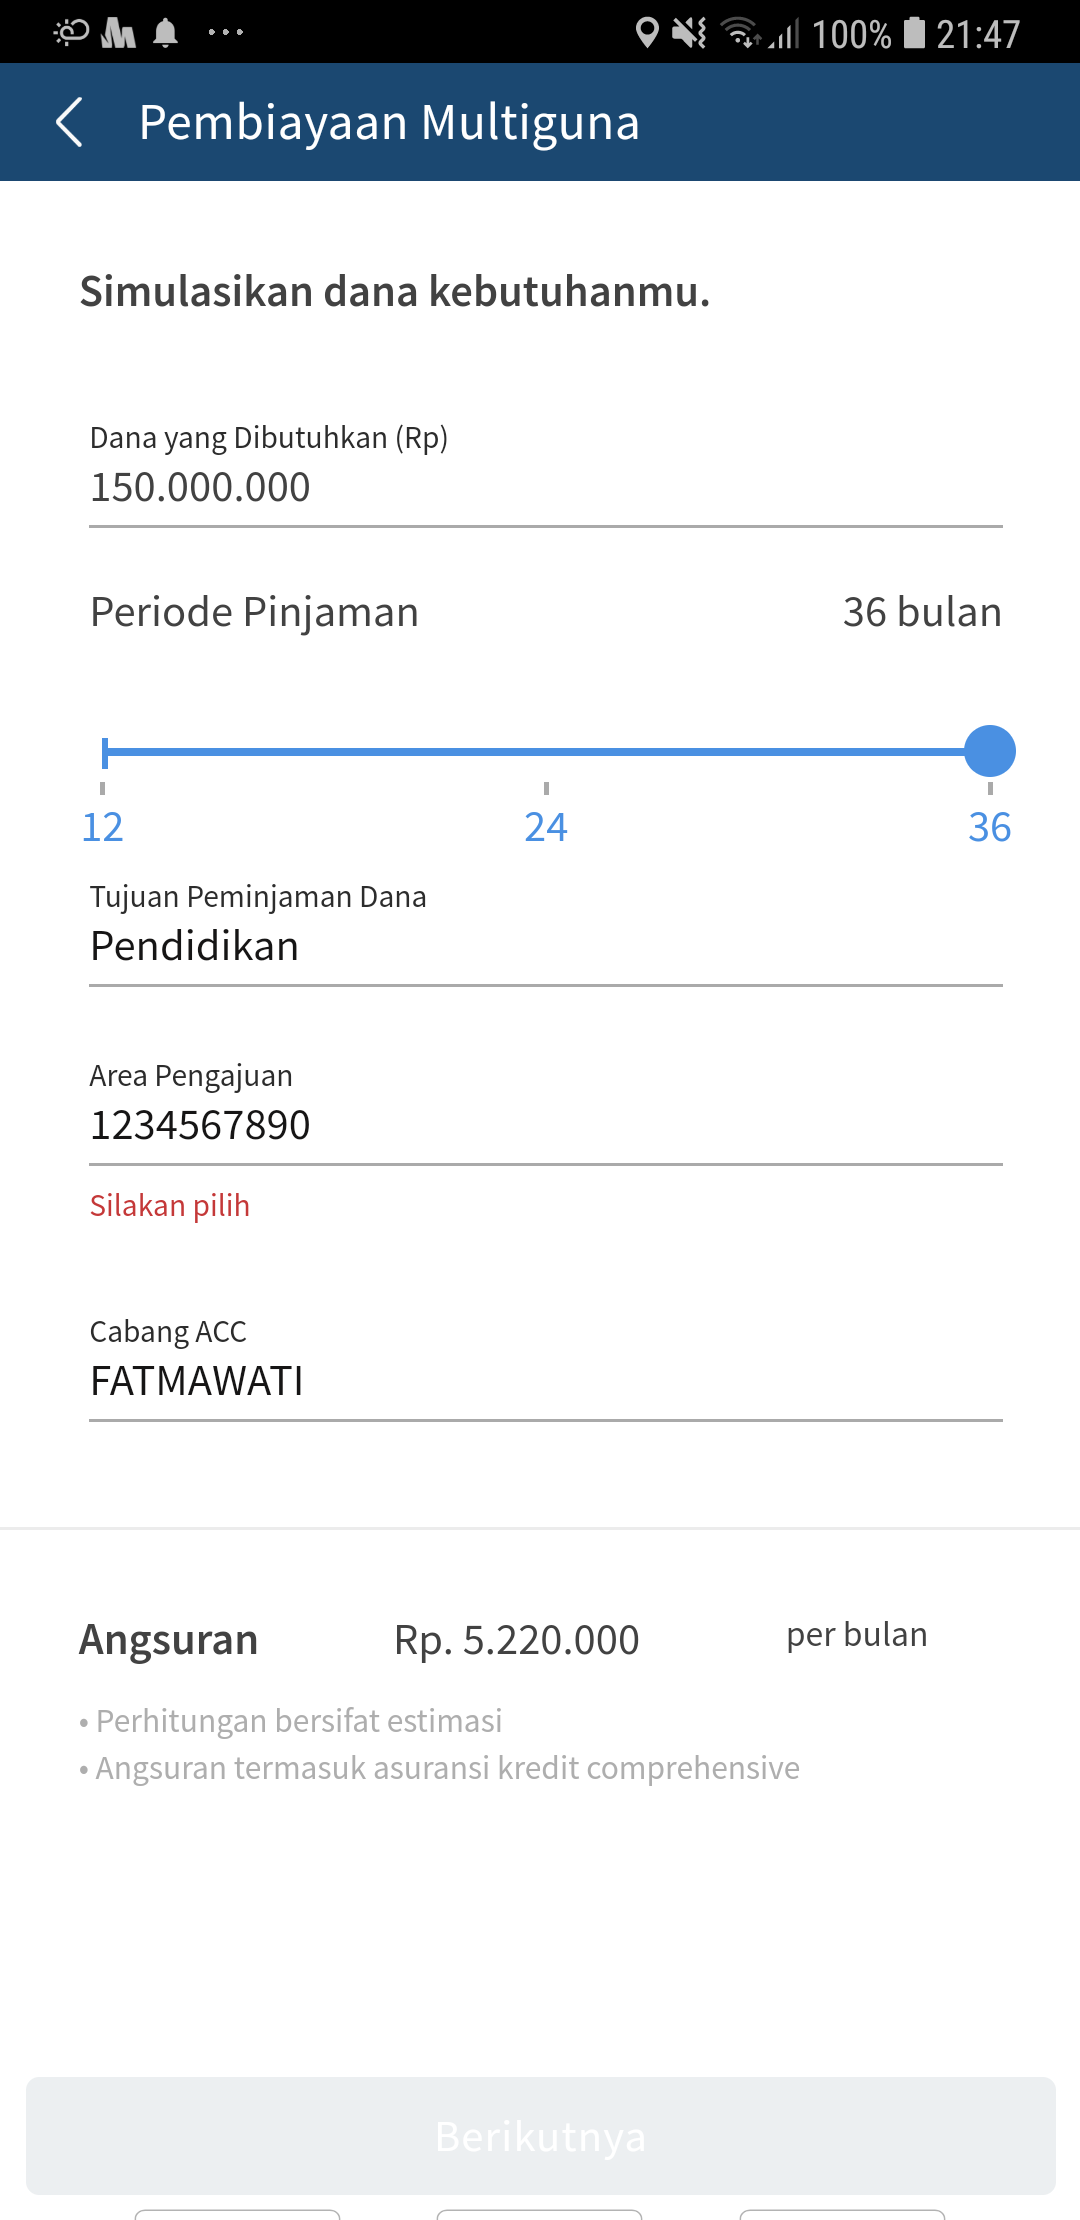 100% 21:47
Pembiayaan Multiguna
Simulasikan dana kebutuhanmu.
Dana yang Dibutuhkan (Rp)
150.000.000
Periode Pinjaman 36 bulan
12 24 36
Tujuan Peminjaman Dana
Pendidikan
Area Pengajuan
1234567890
Silakan pilih
Cabang ACC
FATMAWATI
Angsuran Rp. 5.220.000 per bulan
• Perhitungan bersifat estimasi
• Angsuran termasuk asuransi kredit comprehensive
Berikutnya